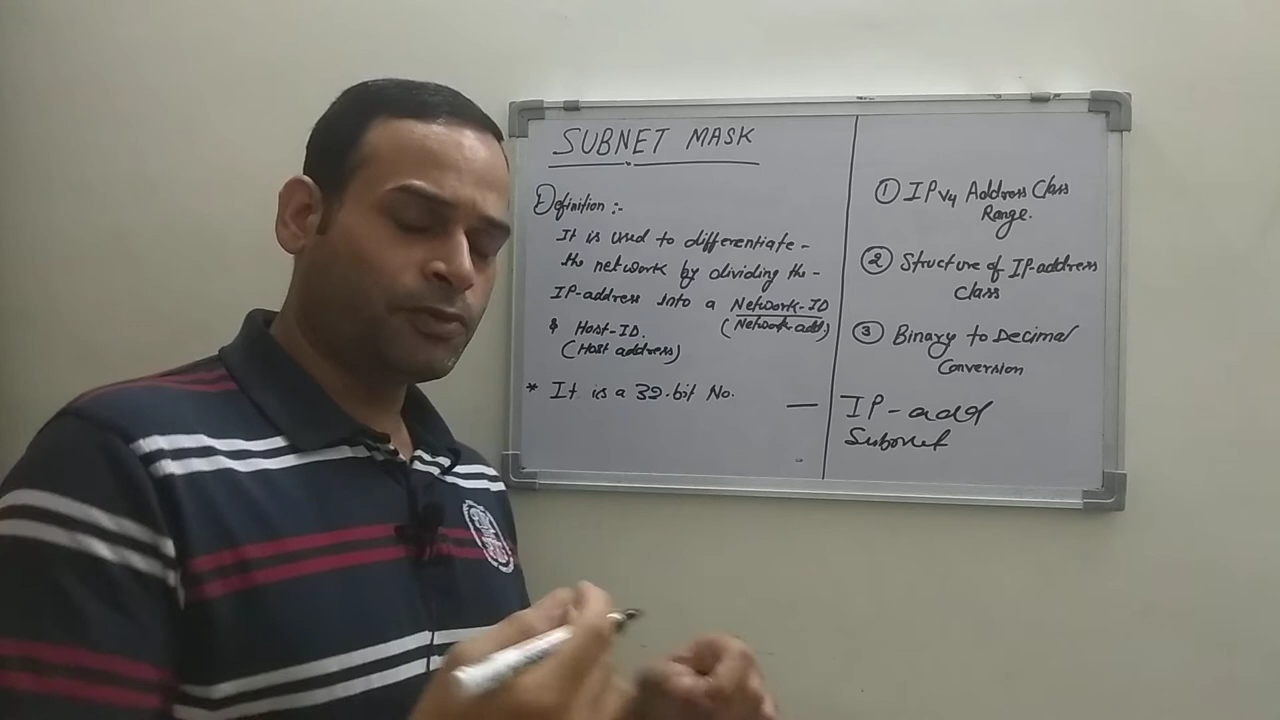 SUBNET MASK
Definition :-
It is used to differentiate -
the network by dividing the -
IP-address into a Network-ID
& Host-ID. (Network add.)
(Host address)
* It is a 32-bit No.
① IPv4 Address Class
Range.
② Structure of IP-address
Class
③ Binary to Decimal
Conversion
— IP-add
Subnet